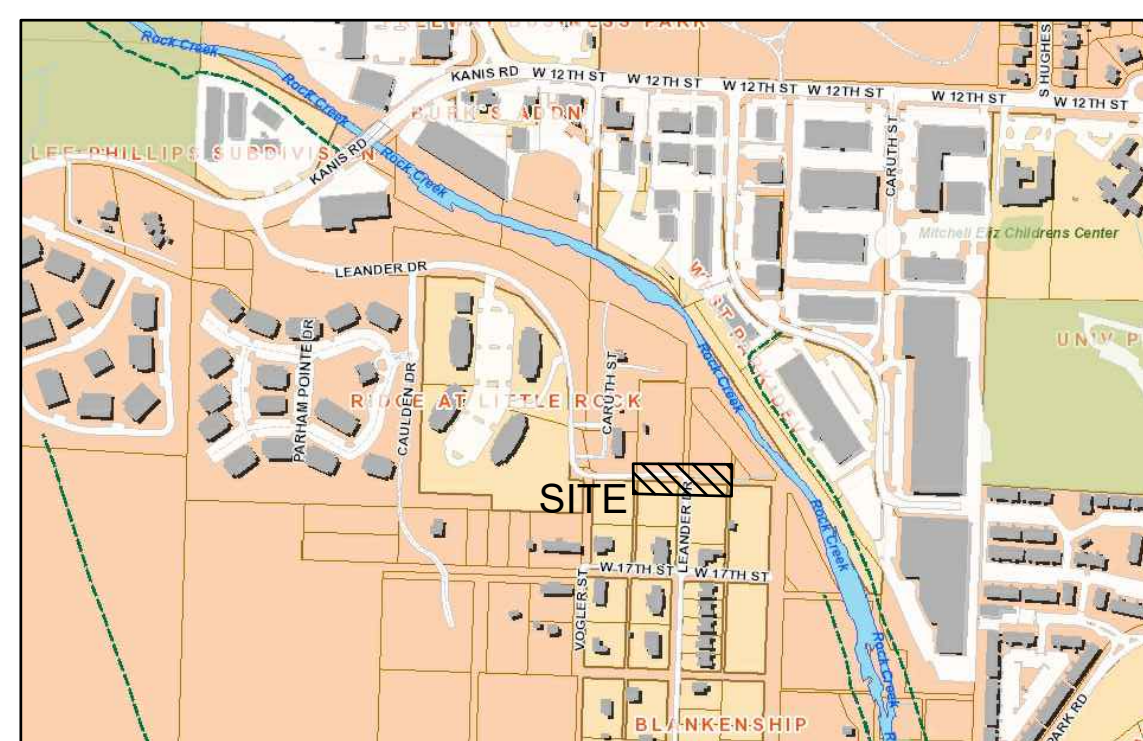 BUSINESS PARK
Rock Creek
KANIS RD
W 12TH ST
W 12TH ST
W 12TH ST
W 12TH ST
W 12TH ST
W 12TH ST
S HUGHES
Rock Creek
BURK'S ADDN
LEE PHILLIPS SUBDIVISION
KANIS RD
Rock Creek
CARUTH ST
Mitchell Eliz Childrens Center
LEANDER DR
PARHAM POINTE DR
CAULDEN DR
RIDGE AT LITTLE ROCK
CARUTH ST
Rock Creek
UNIV P
SITE
LEANDER DR
Rock Creek
W 17TH ST
W 17TH ST
VOGLER ST
Rock Creek
BLANKENSHIP
PARK RD